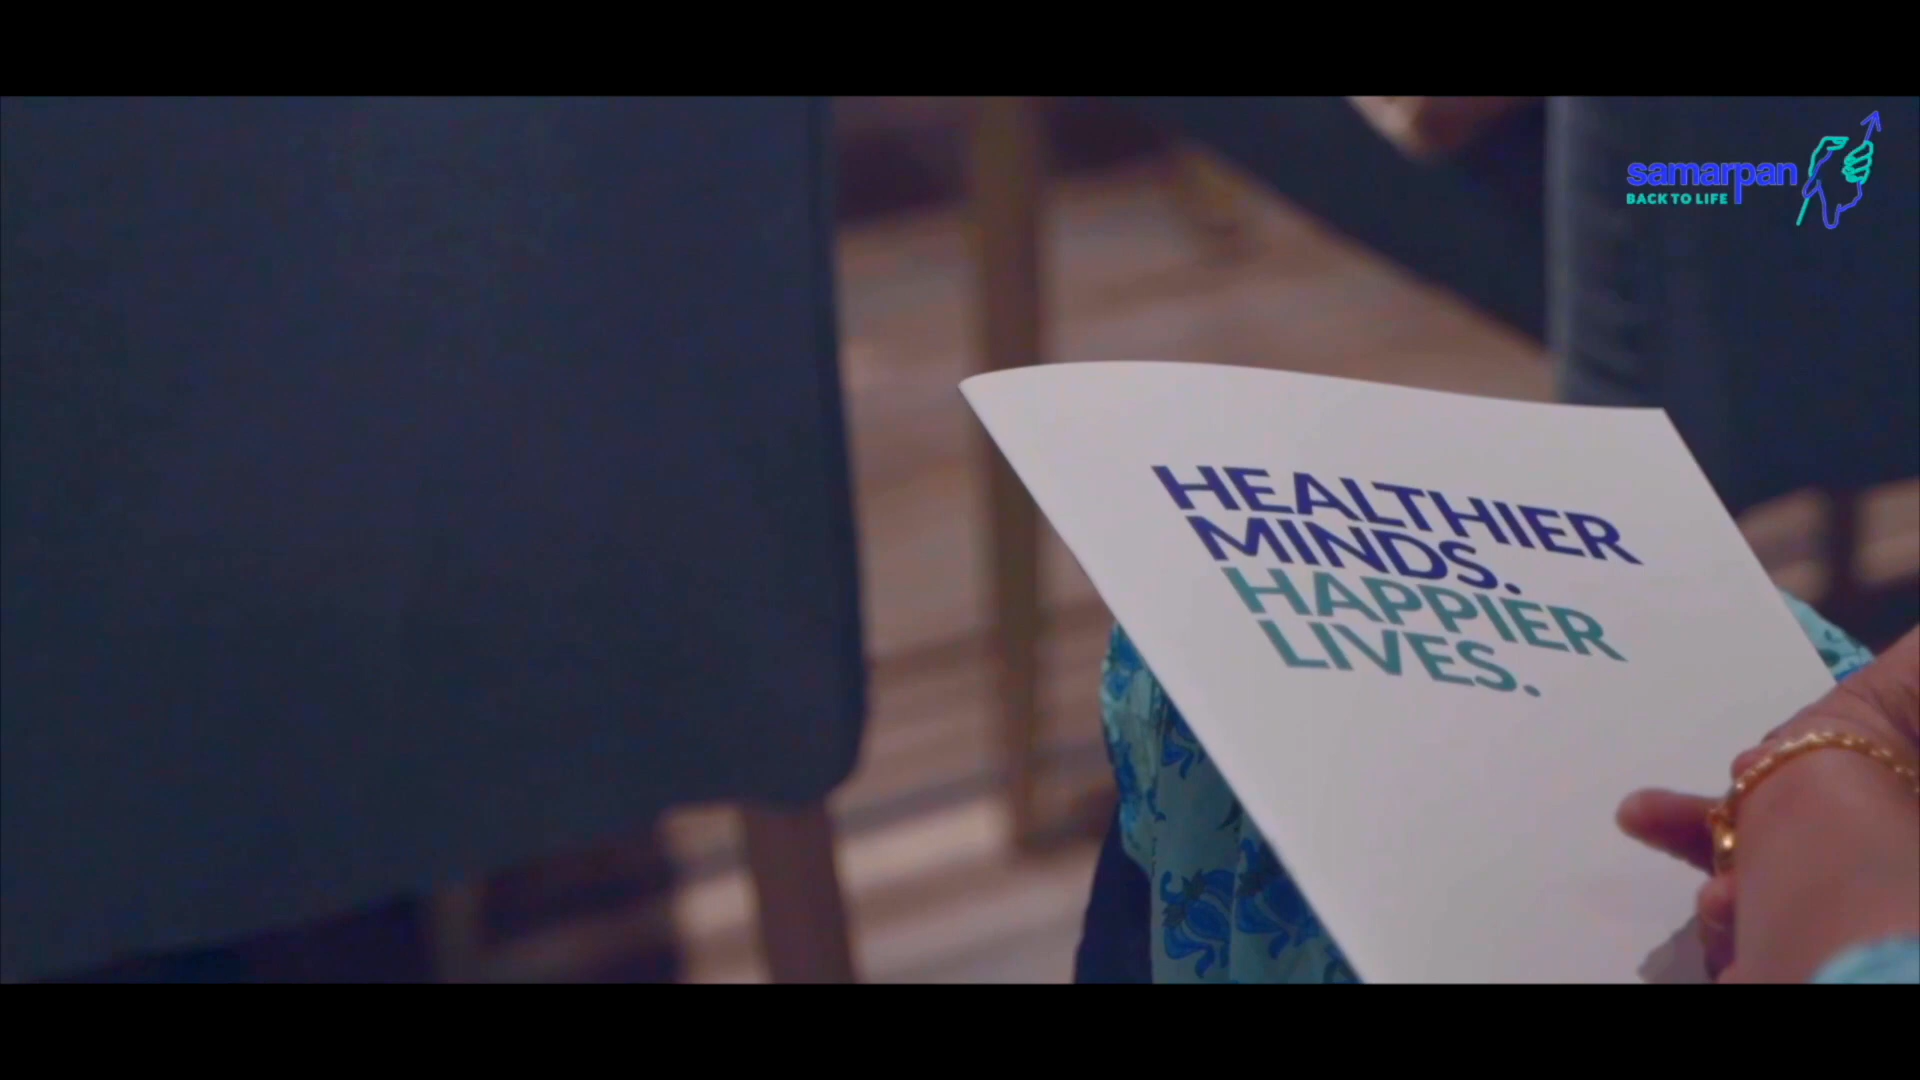 samarpan
BACK TO LIFE
HEALTHIER
MINDS.
HAPPIER
LIVES.